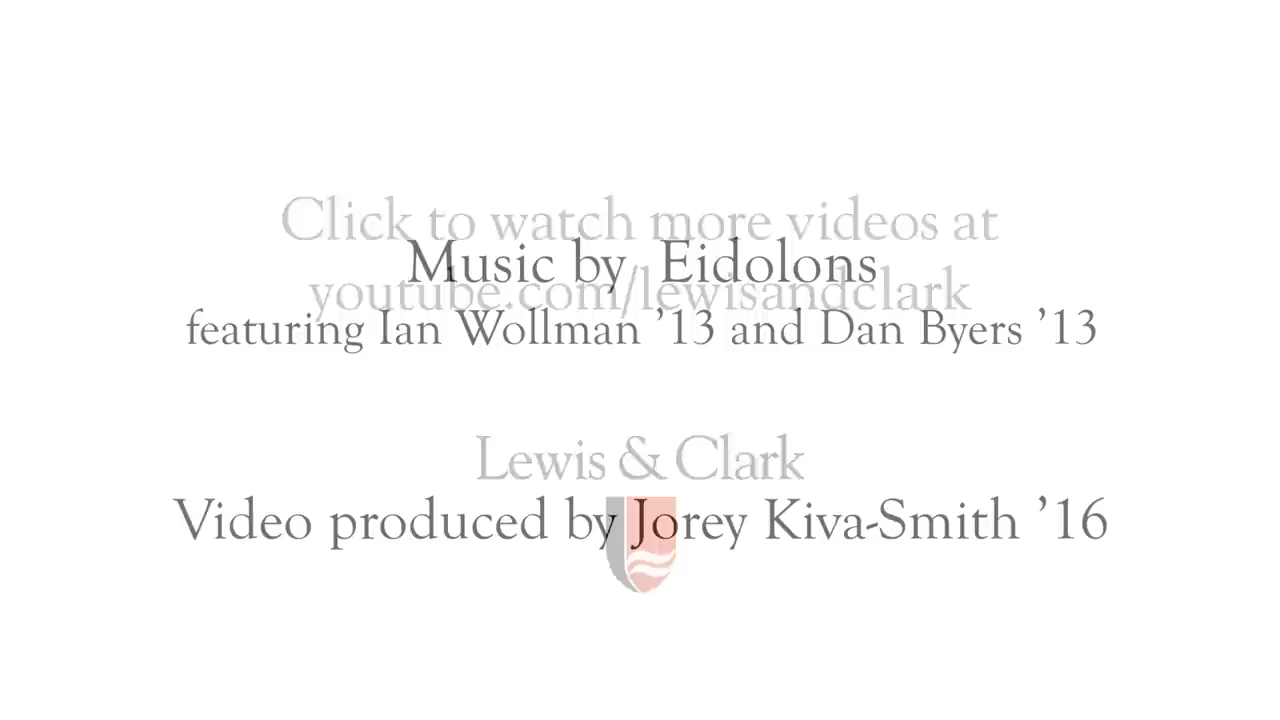 Click to watch more videos at
Music by Eidolons
youtube.com/lewisandclark
featuring Ian Wollman ’13 and Dan Byers ’13
Lewis & Clark
Video produced by Jorey Kiva-Smith ’16